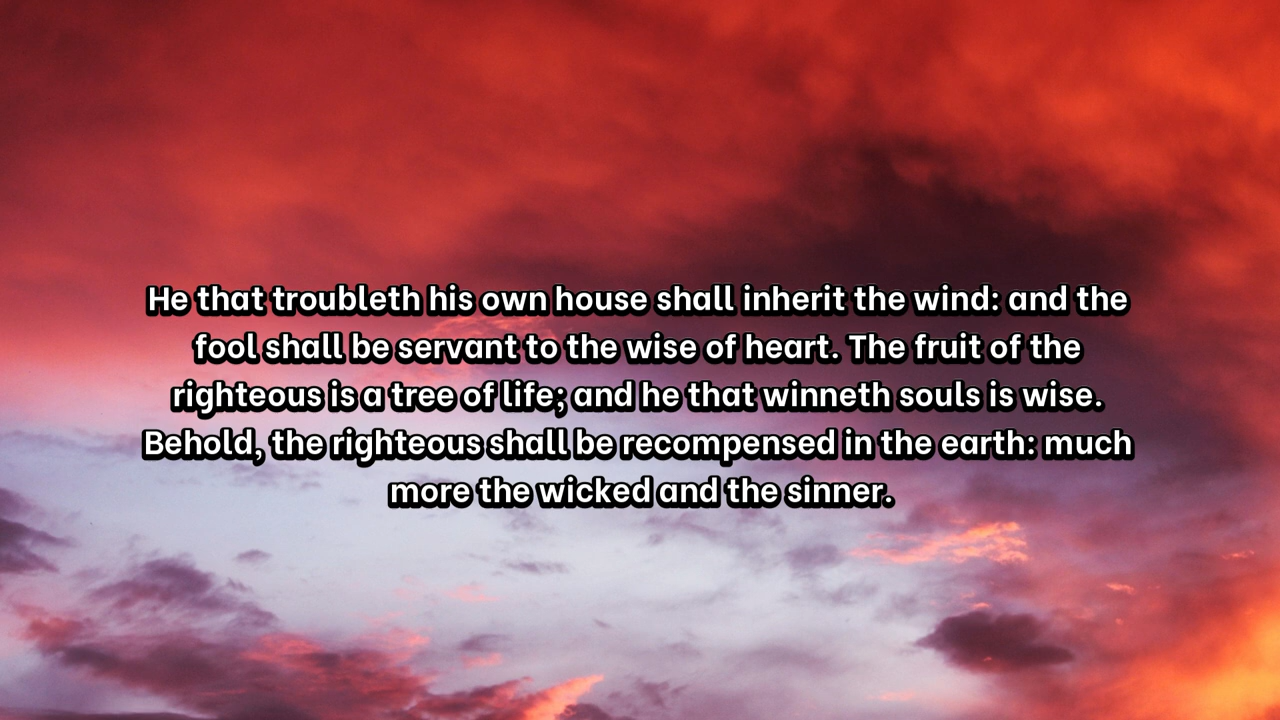 He that troubleth his own house shall inherit the wind: and the
fool shall be servant to the wise of heart. The fruit of the
righteous is a tree of life; and he that winneth souls is wise.
Behold, the righteous shall be recompensed in the earth: much
more the wicked and the sinner.